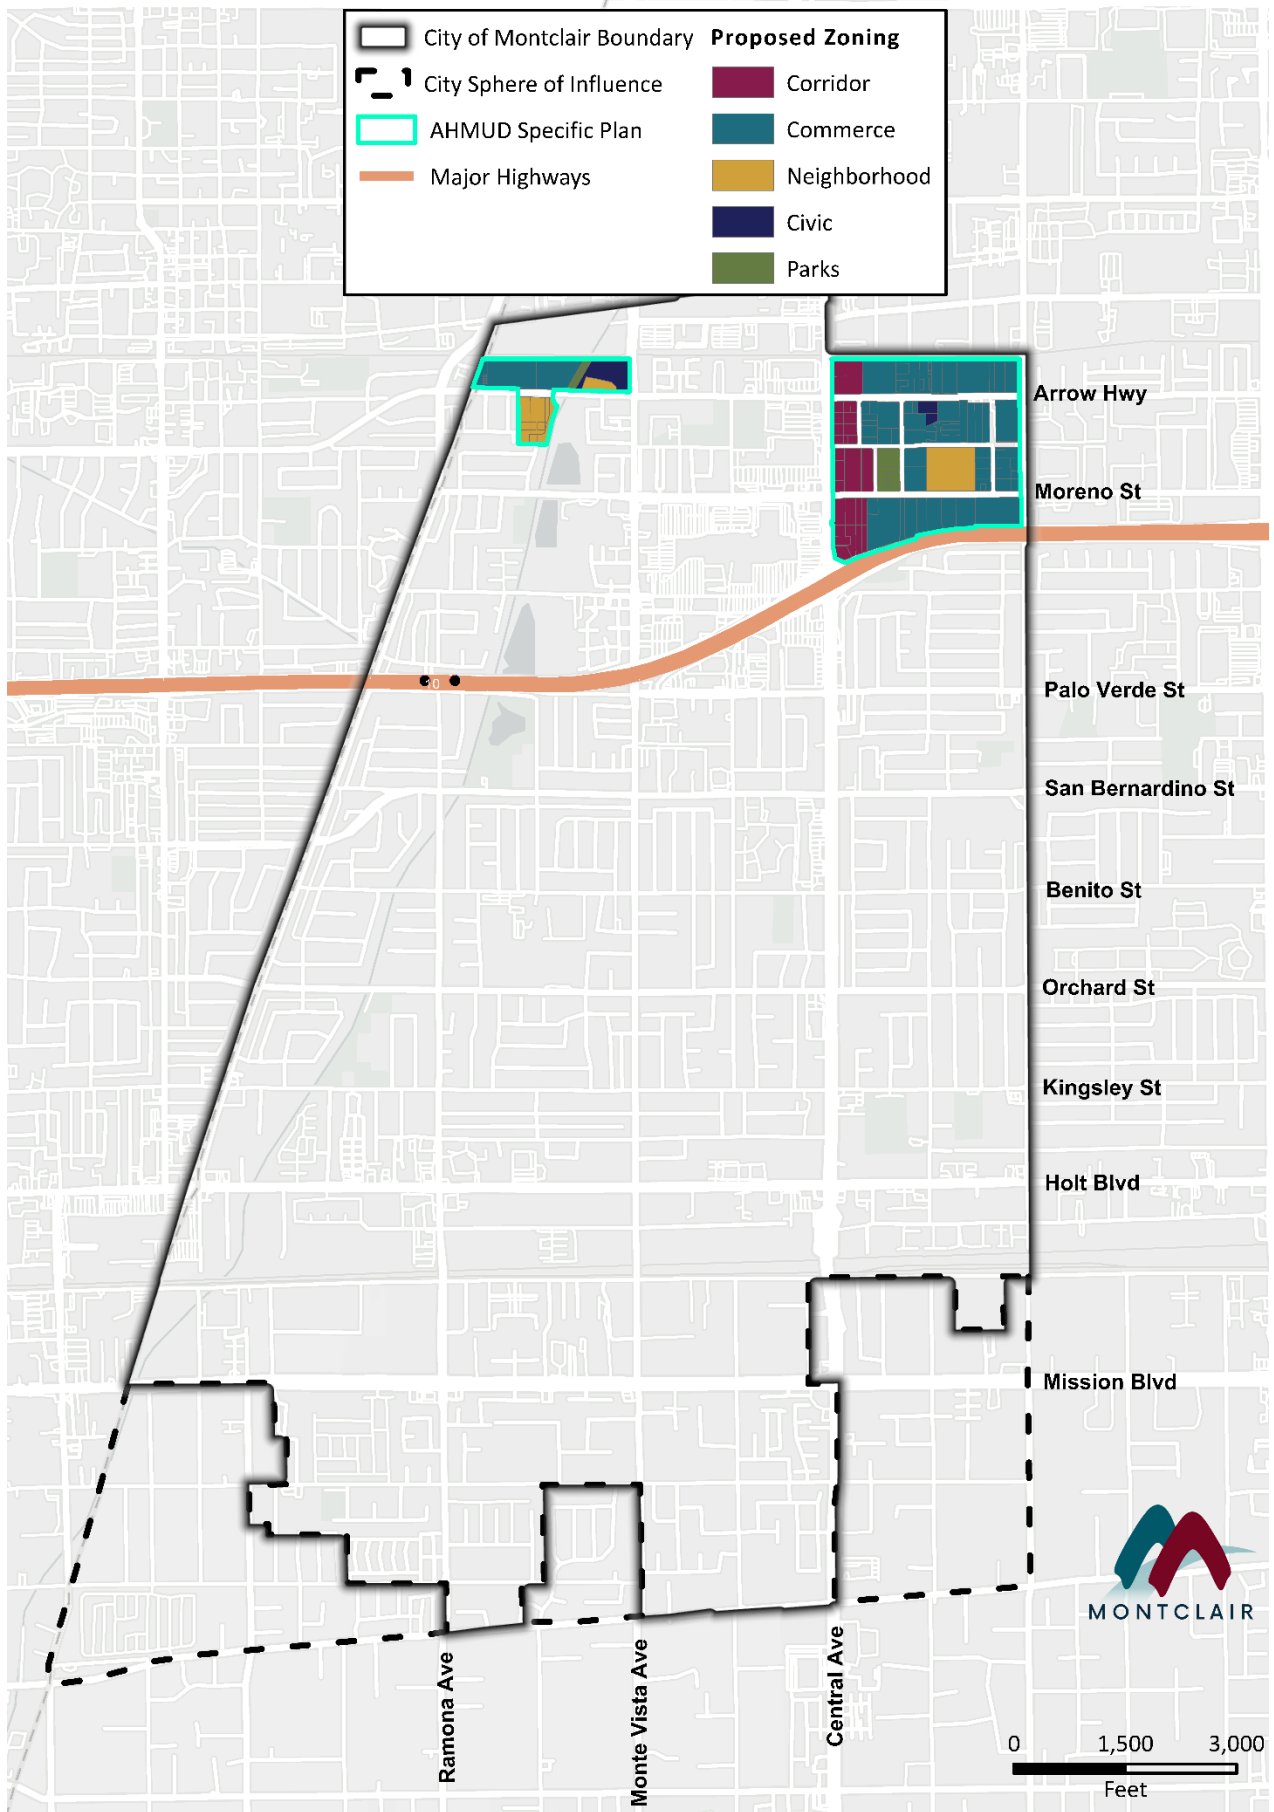 City of Montclair Boundary
City Sphere of Influence
AHMUD Specific Plan
Major Highways
Proposed Zoning
Corridor
Commerce
Neighborhood
Civic
Parks
Arrow Hwy
Moreno St
10
Palo Verde St
San Bernardino St
Benito St
Orchard St
Kingsley St
Holt Blvd
Mission Blvd
MONTCLAIR
Ramona Ave
Monte Vista Ave
Central Ave
0 1,500 3,000
Feet